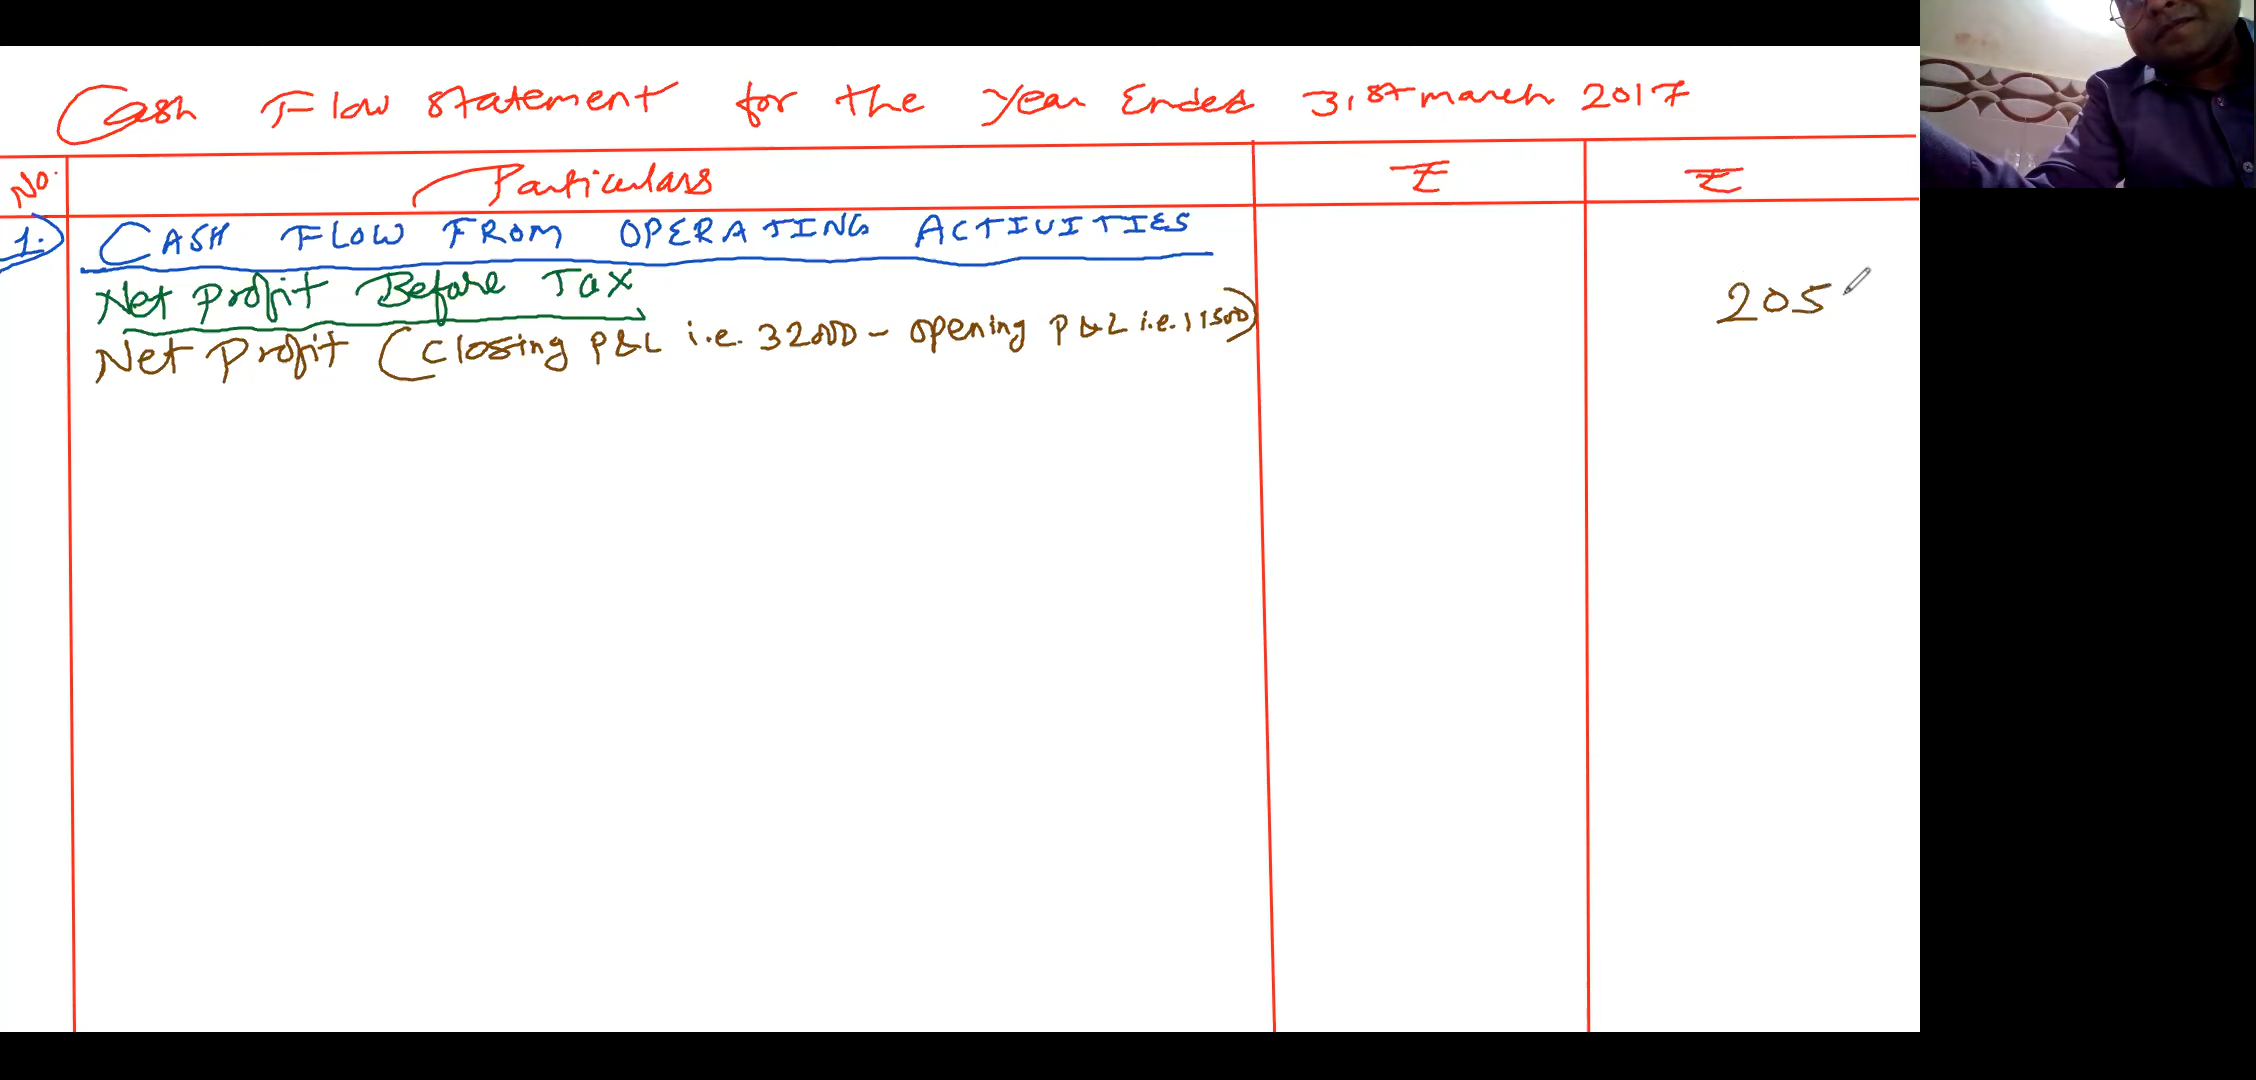 Cash Flow statement for the Year Ended 31st march 2017
No. Particulars ₹ ₹
1. CASH FLOW FROM OPERATING ACTIVITIES
Net Profit Before Tax
Net Profit (closing P&L i.e. 32000 - opening P&L i.e. 11500) 205